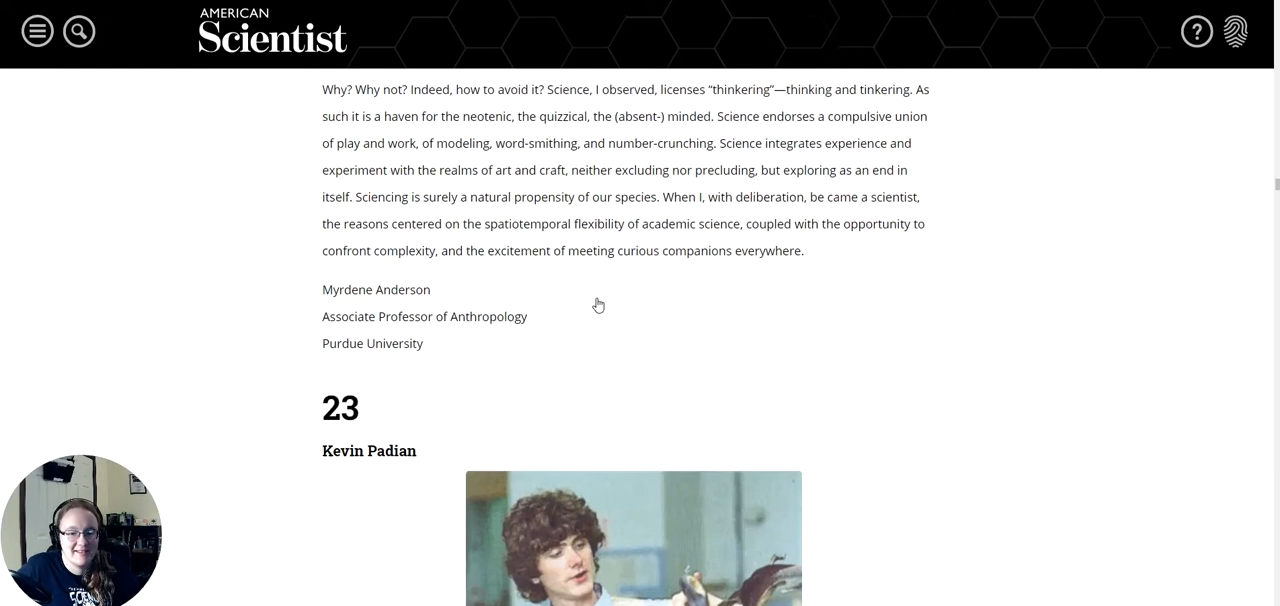 AMERICAN
Scientist
?
Why? Why not? Indeed, how to avoid it? Science, I observed, licenses “thinkering”—thinking and tinkering. As
such it is a haven for the neotenic, the quizzical, the (absent-) minded. Science endorses a compulsive union
of play and work, of modeling, word-smithing, and number-crunching. Science integrates experience and
experiment with the realms of art and craft, neither excluding nor precluding, but exploring as an end in
itself. Sciencing is surely a natural propensity of our species. When I, with deliberation, be came a scientist,
the reasons centered on the spatiotemporal flexibility of academic science, coupled with the opportunity to
confront complexity, and the excitement of meeting curious companions everywhere.
Myrdene Anderson
Associate Professor of Anthropology
Purdue University
23
Kevin Padian